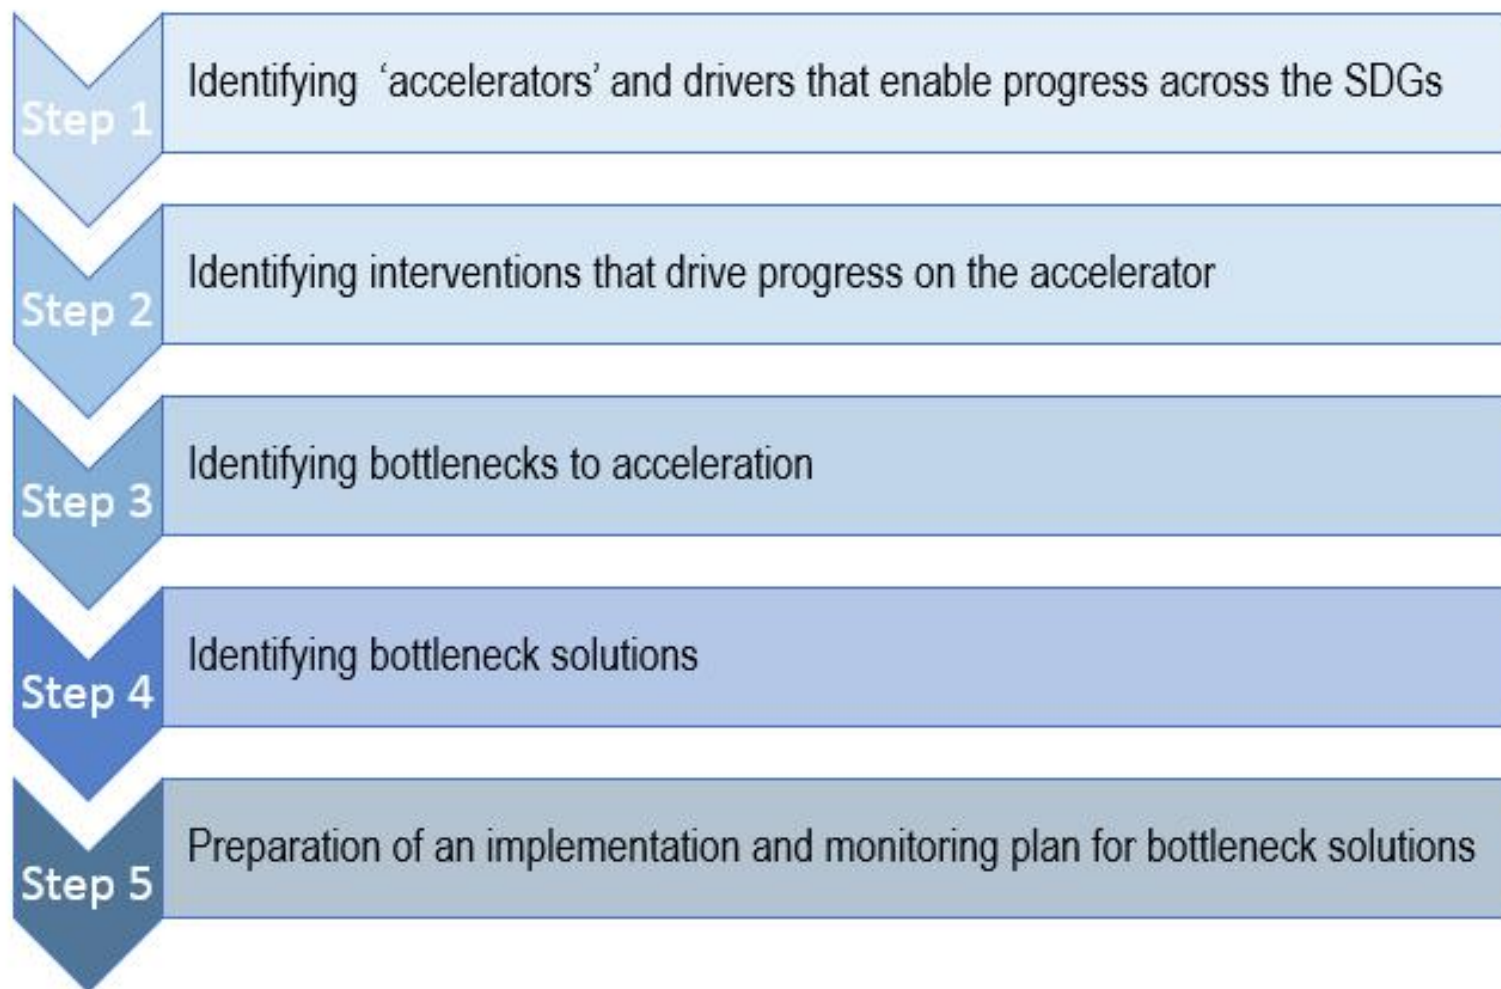 Step 1
Identifying ‘accelerators’ and drivers that enable progress across the SDGs
Step 2
Identifying interventions that drive progress on the accelerator
Step 3
Identifying bottlenecks to acceleration
Step 4
Identifying bottleneck solutions
Step 5
Preparation of an implementation and monitoring plan for bottleneck solutions